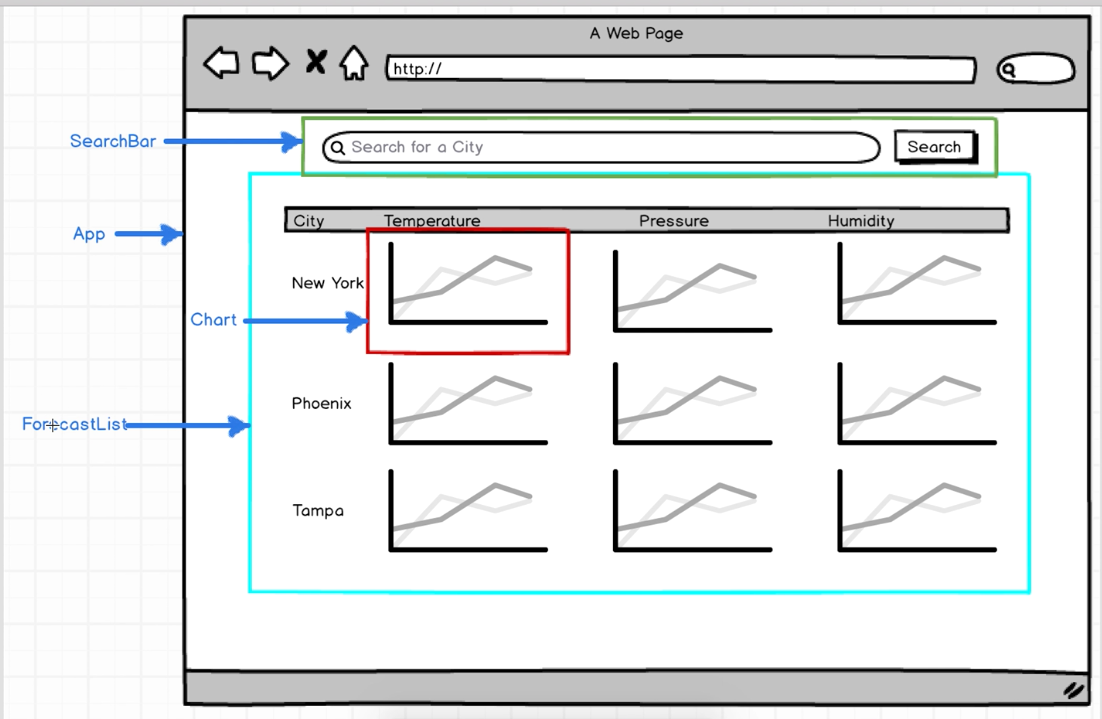 A Web Page
http://
SearchBar
Search for a City
Search
App
City Temperature Pressure Humidity
New York
Chart
Phoenix
ForecastList
Tampa